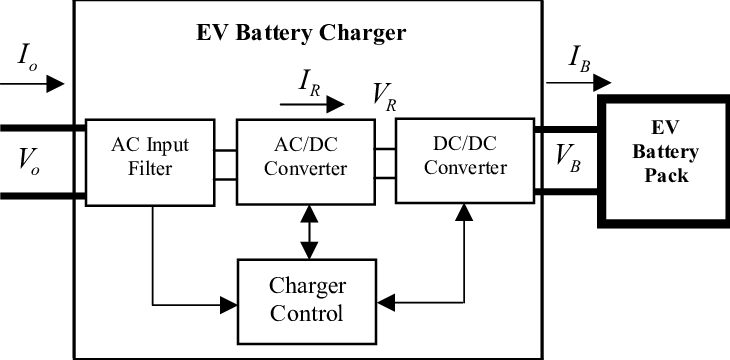 EV Battery Charger
I_o
I_R
V_R
I_B
V_o
AC Input
Filter
AC/DC
Converter
DC/DC
Converter
V_B
EV
Battery
Pack
Charger
Control